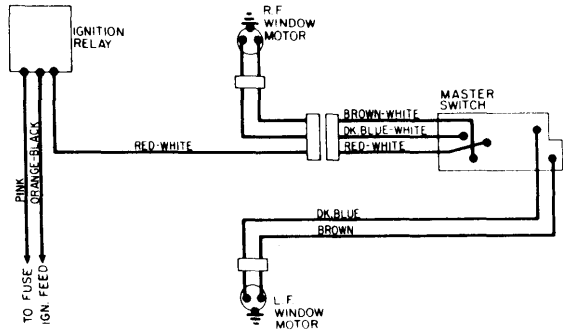 R.F.
WINDOW
MOTOR
IGNITION
RELAY
MASTER
SWITCH
BROWN-WHITE
DK.BLUE-WHITE
RED-WHITE
RED-WHITE
PINK
ORANGE-BLACK
DK.BLUE
BROWN
TO FUSE
IGN. FEED
L.F.
WINDOW
MOTOR